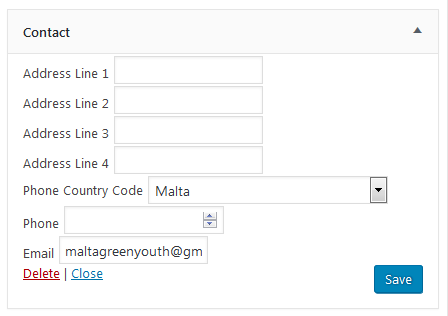 Contact
Address Line 1
Address Line 2
Address Line 3
Address Line 4
Phone Country Code Malta
Phone
Email maltagreenyouth@gm
Delete | Close
Save